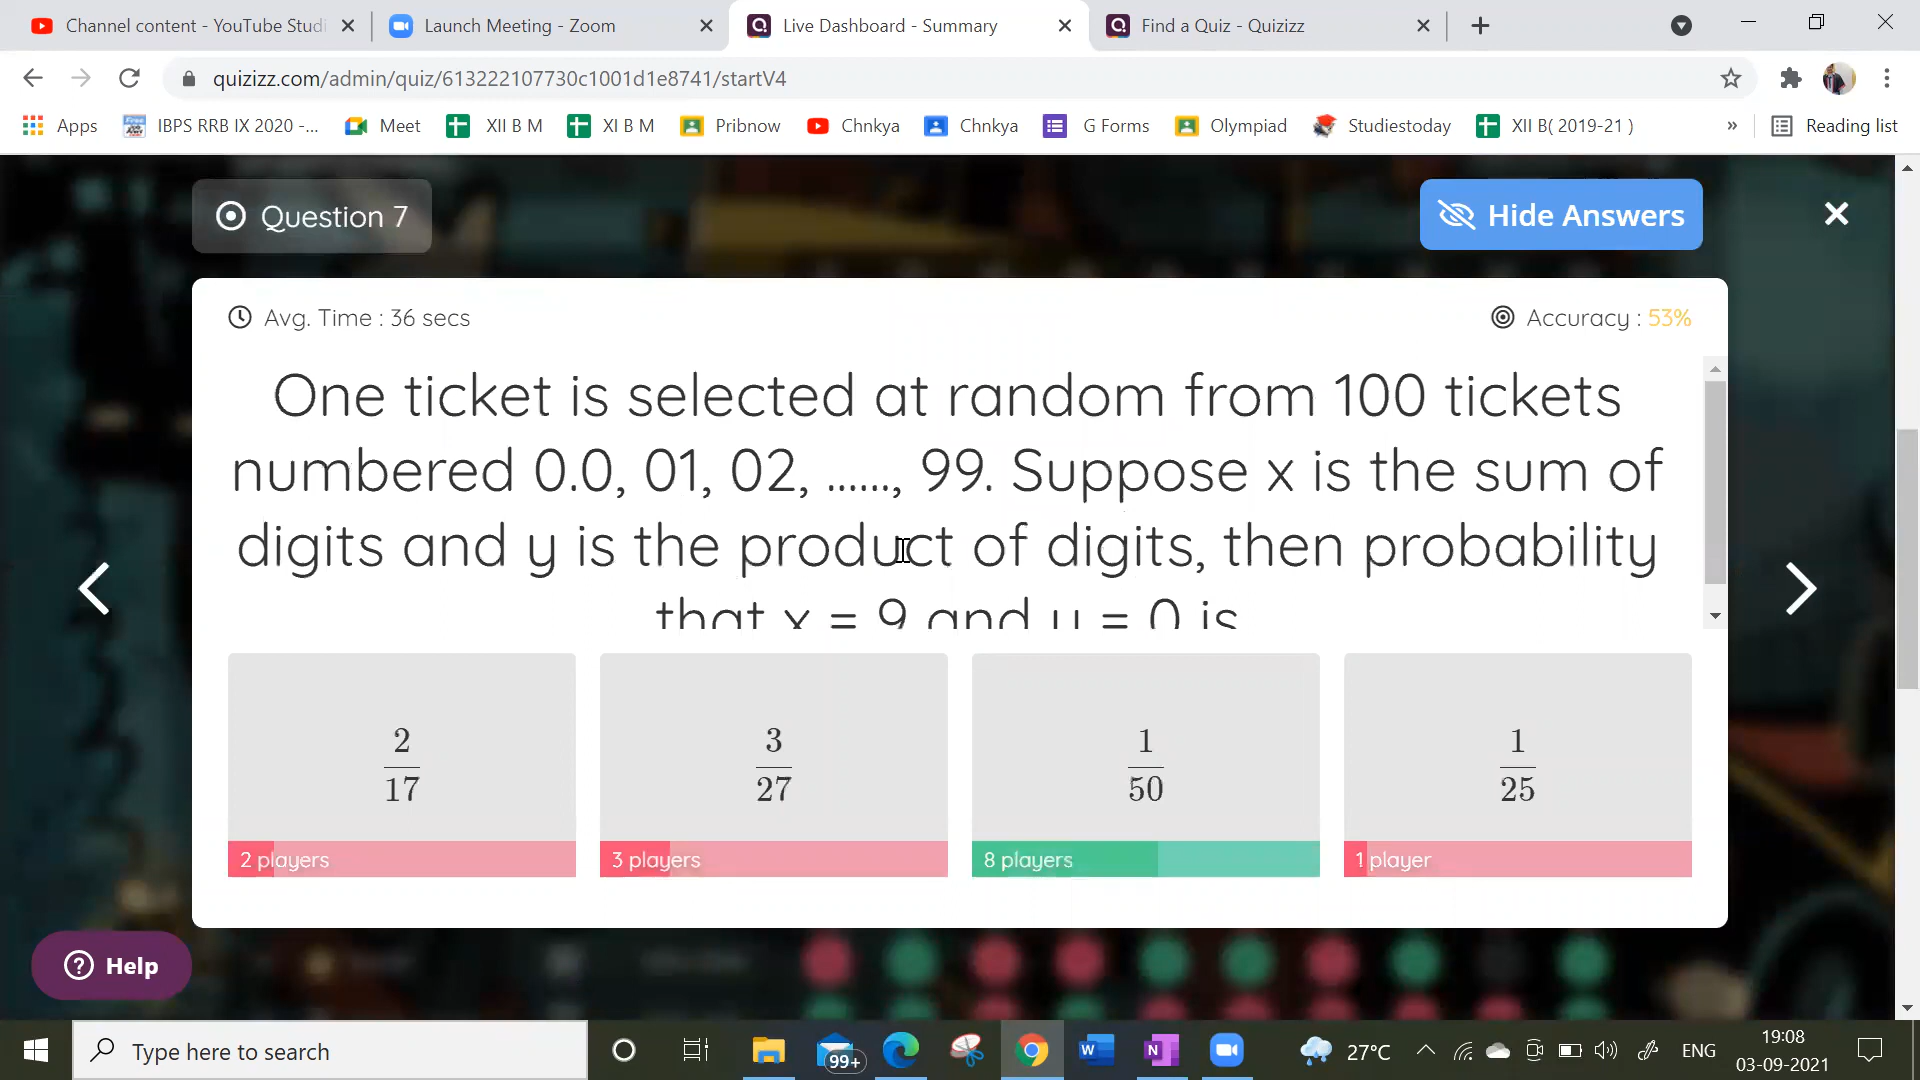 Channel content - YouTube Studi
Launch Meeting - Zoom
Live Dashboard - Summary
Find a Quiz - Quizizz
quizizz.com/admin/quiz/613222107730c1001d1e8741/startV4
Apps
IBPS RRB IX 2020 -...
Meet
XII B M
XI B M
Pribnow
Chnkya
Chnkya
G Forms
Olympiad
Studiestoday
XII B( 2019-21 )
»
Reading list
Question 7
Hide Answers
Avg. Time : 36 secs
Accuracy : 53%
One ticket is selected at random from 100 tickets
numbered 0.0, 01, 02, ......, 99. Suppose x is the sum of
digits and y is the product of digits, then probability
that x = 9 and y = 0 is
2
17
3
27
1
50
1
25
2 players
3 players
8 players
1 player
Help
Type here to search
99+
27°C
ENG
19:08
03-09-2021